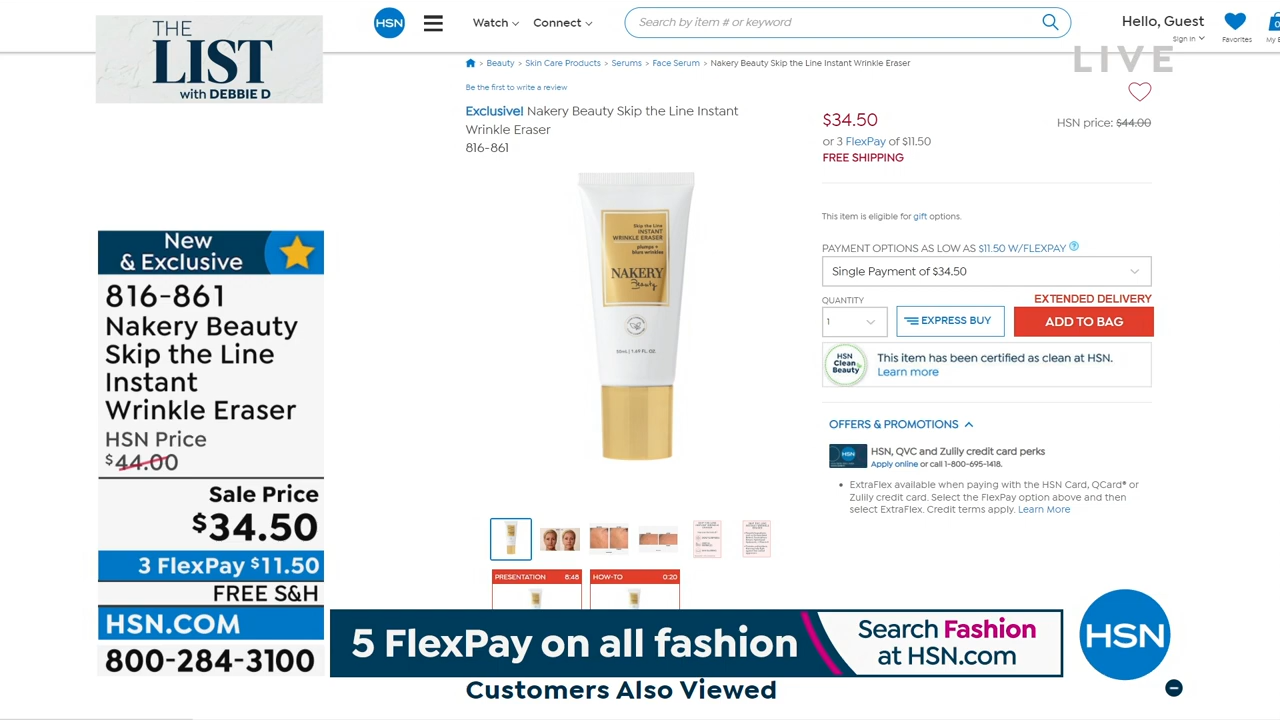 THE
LIST
with DEBBIE D
HSN
Watch
Connect
Search by item # or keyword
Hello, Guest
Sign In
Favorites
0
LIVE
> Beauty > Skin Care Products > Serums > Face Serum > Nakery Beauty Skip the Line Instant Wrinkle Eraser
Be the first to write a review
Exclusive! Nakery Beauty Skip the Line Instant
Wrinkle Eraser
816-861
$34.50
HSN price: $44.00
or 3 FlexPay of $11.50
FREE SHIPPING
This item is eligible for gift options.
PAYMENT OPTIONS AS LOW AS $11.50 W/FLEXPAY ?
Single Payment of $34.50
QUANTITY
EXTENDED DELIVERY
1
EXPRESS BUY
ADD TO BAG
HSN
Clean
Beauty
This item has been certified as clean at HSN.
Learn more
OFFERS & PROMOTIONS
HSN
HSN, QVC and Zulily credit card perks
Apply online or call 1-800-695-1418.
• ExtraFlex available when paying with the HSN Card, QCard® or
Zulily credit card. Select the FlexPay option above and then
select ExtraFlex. Credit terms apply. Learn More
Skip the Line
INSTANT
WRINKLE ERASER
plumps +
blurs wrinkles
NAKERY
Beauty
50mL | 1.69 FL. OZ
PRESENTATION 8:48
HOW-TO 0:20
New
& Exclusive
816-861
Nakery Beauty
Skip the Line
Instant
Wrinkle Eraser
HSN Price
$44.00
Sale Price
$34.50
3 FlexPay $11.50
FREE S&H
HSN.COM
800-284-3100
5 FlexPay on all fashion
Search Fashion
at HSN.com
HSN
Customers Also Viewed